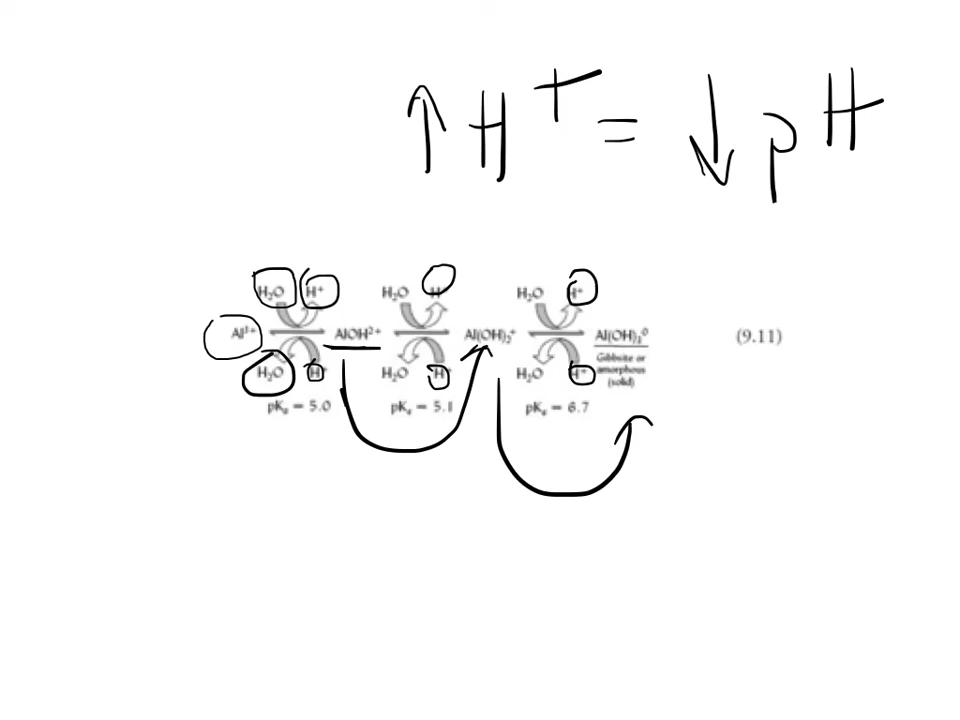 ↑ H⁺ = ↓ pH
H₂O H⁺ H₂O H⁺ H₂O H⁺
Al³⁺ AlOH²⁺ Al(OH)₂⁺ Al(OH)₃⁰ (9.11)
H₂O H⁺ H₂O H⁺ H₂O H⁺
Gibbsite or
amorphous
(solid)
pKₐ = 5.0 pKₐ = 5.1 pKₐ = 6.7